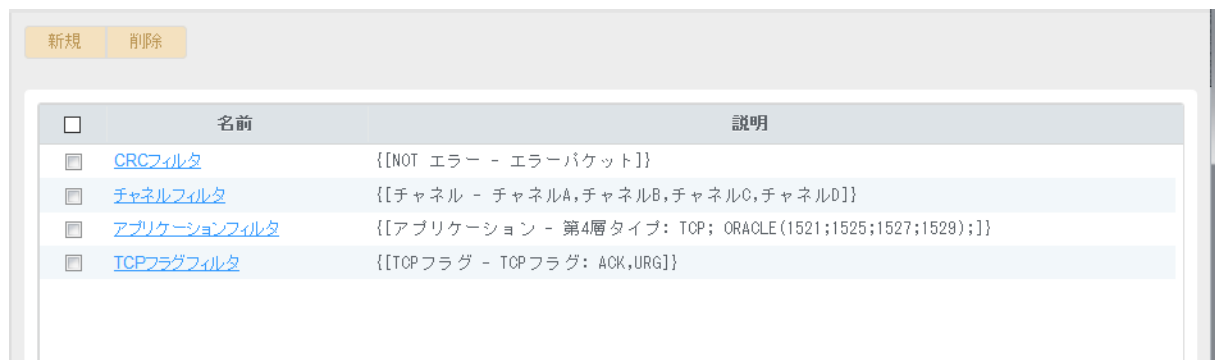 新規 削除
名前 説明
CRCフィルタ {[NOT エラー - エラーパケット]}
チャネルフィルタ {[チャネル - チャネルA,チャネルB,チャネルC,チャネルD]}
アプリケーションフィルタ {[アプリケーション - 第4層タイプ: TCP; ORACLE(1521;1525;1527;1529);]}
TCPフラグフィルタ {[TCPフラグ - TCPフラグ: ACK,URG]}